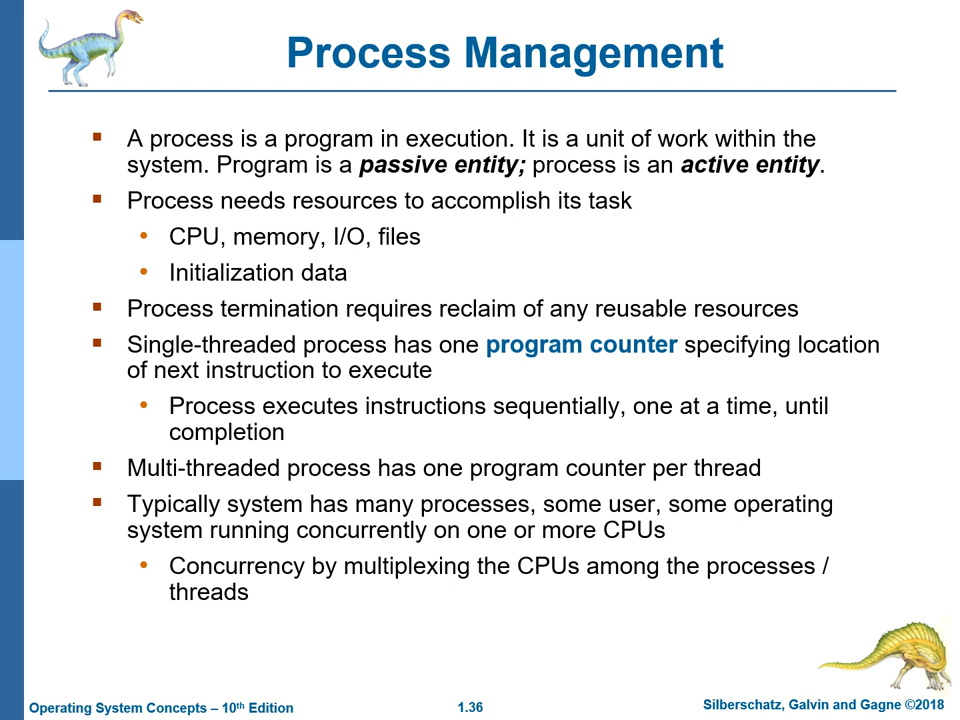 Process Management
A process is a program in execution. It is a unit of work within the
system. Program is a passive entity; process is an active entity.
Process needs resources to accomplish its task
CPU, memory, I/O, files
Initialization data
Process termination requires reclaim of any reusable resources
Single-threaded process has one program counter specifying location
of next instruction to execute
Process executes instructions sequentially, one at a time, until
completion
Multi-threaded process has one program counter per thread
Typically system has many processes, some user, some operating
system running concurrently on one or more CPUs
Concurrency by multiplexing the CPUs among the processes /
threads
Operating System Concepts – 10th Edition
1.36
Silberschatz, Galvin and Gagne ©2018